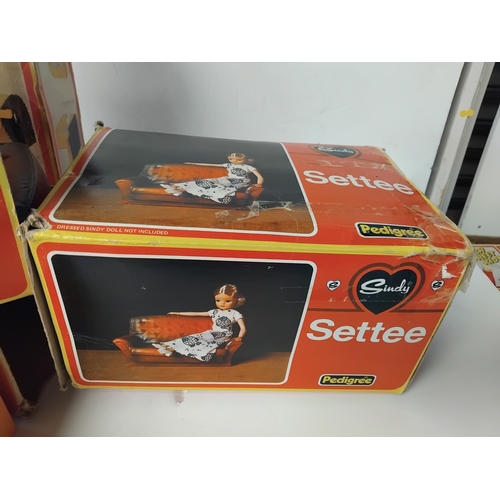 Sindy
Settee
DRESSED SINDY DOLL NOT INCLUDED
Pedigree
Sindy
Settee
Pedigree